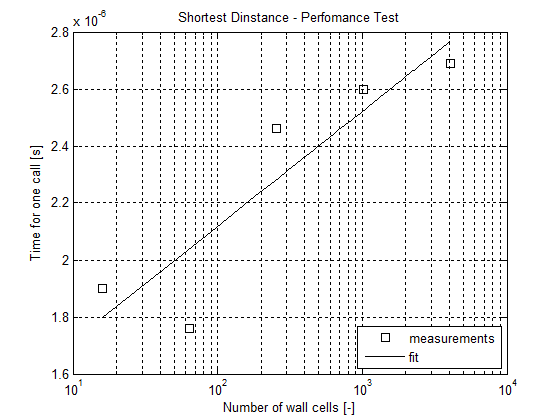 Shortest Dinstance - Perfomance Test
x 10^-6
2.8
2.6
2.4
2.2
2
1.8
1.6
Time for one call [s]
measurements
fit
10^1
10^2
10^3
10^4
Number of wall cells [-]